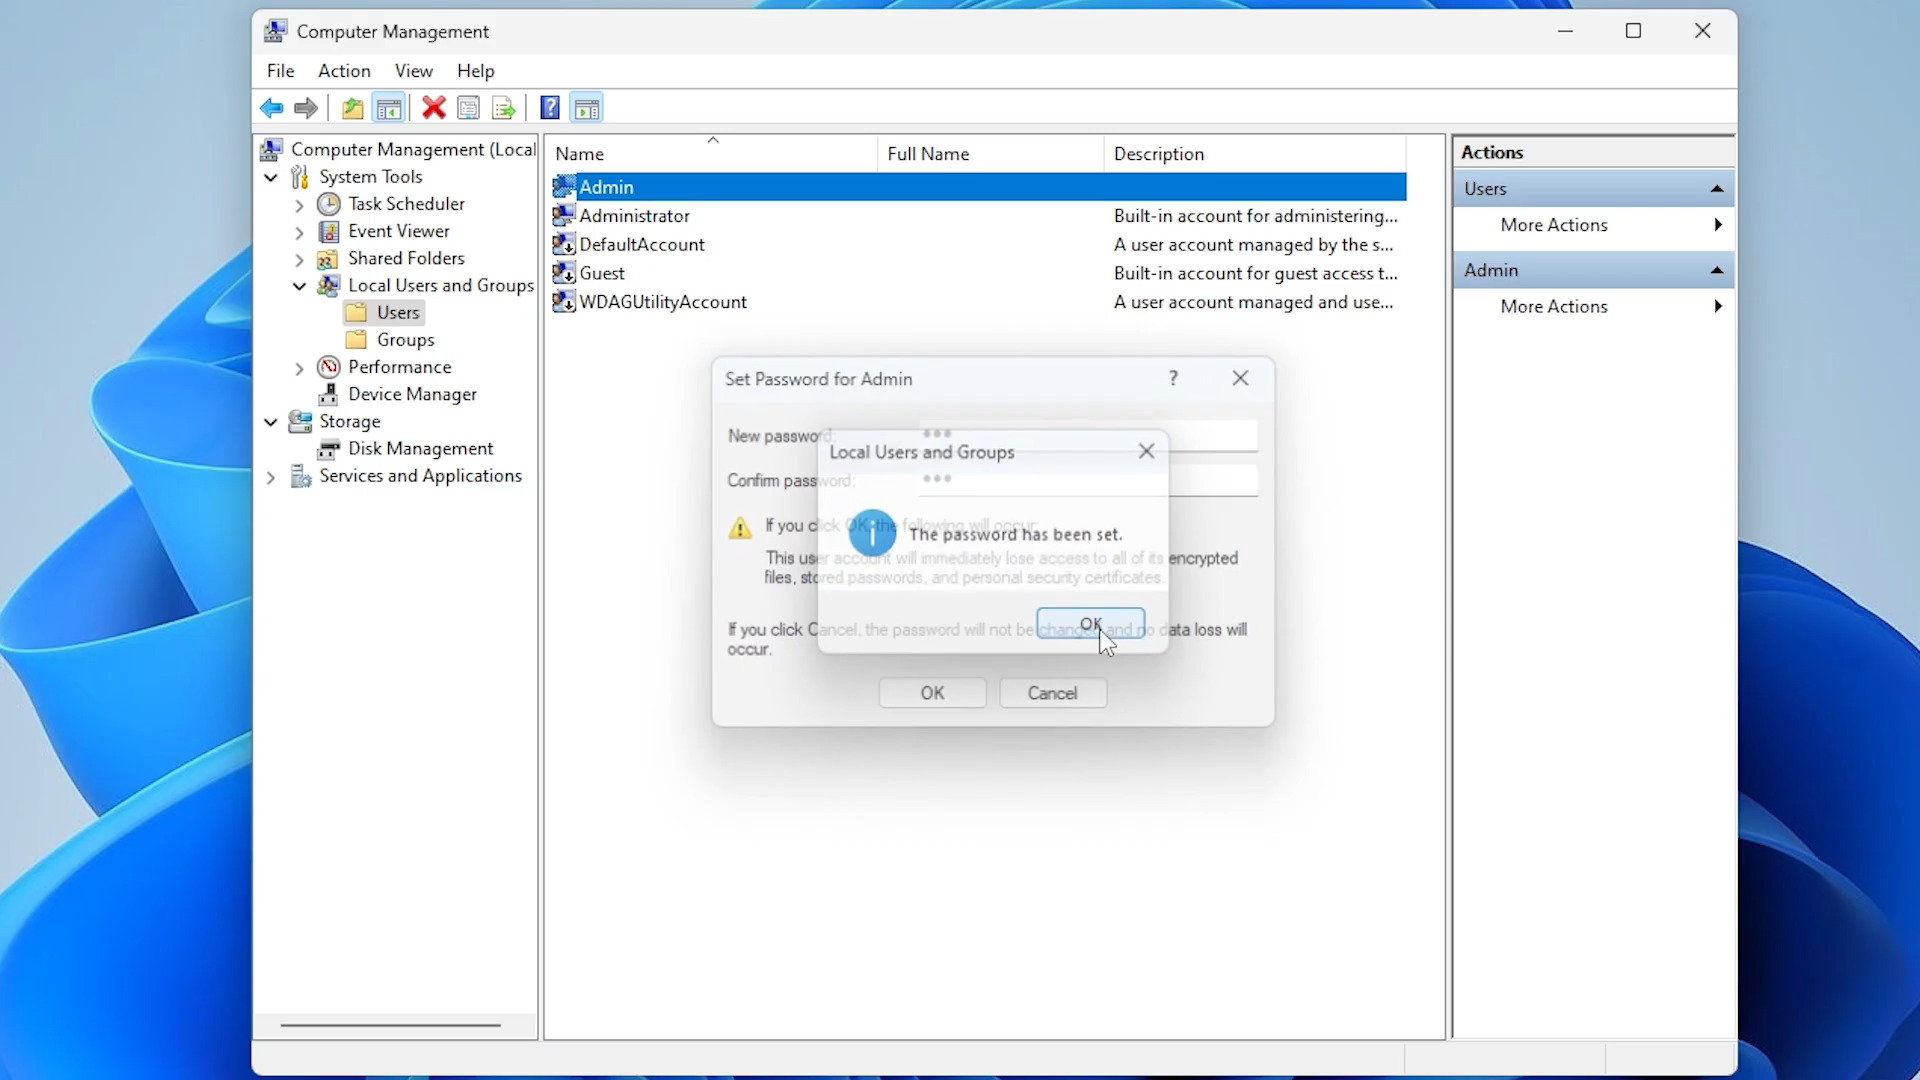 Computer Management
File Action View Help
Computer Management (Local
System Tools
Task Scheduler
Event Viewer
Shared Folders
Local Users and Groups
Users
Groups
Performance
Device Manager
Storage
Disk Management
Services and Applications
Name Full Name Description
Admin
Administrator Built-in account for administering...
DefaultAccount A user account managed by the s...
Guest Built-in account for guest access t...
WDAGUtilityAccount A user account managed and use...
Set Password for Admin
New password:
Confirm password:
If you click OK, the following will occur:
This user account will immediately lose access to all of its encrypted
files, stored passwords, and personal security certificates.
If you click Cancel, the password will not be changed and no data loss will
occur.
OK Cancel
Local Users and Groups
The password has been set.
OK
Actions
Users
More Actions
Admin
More Actions